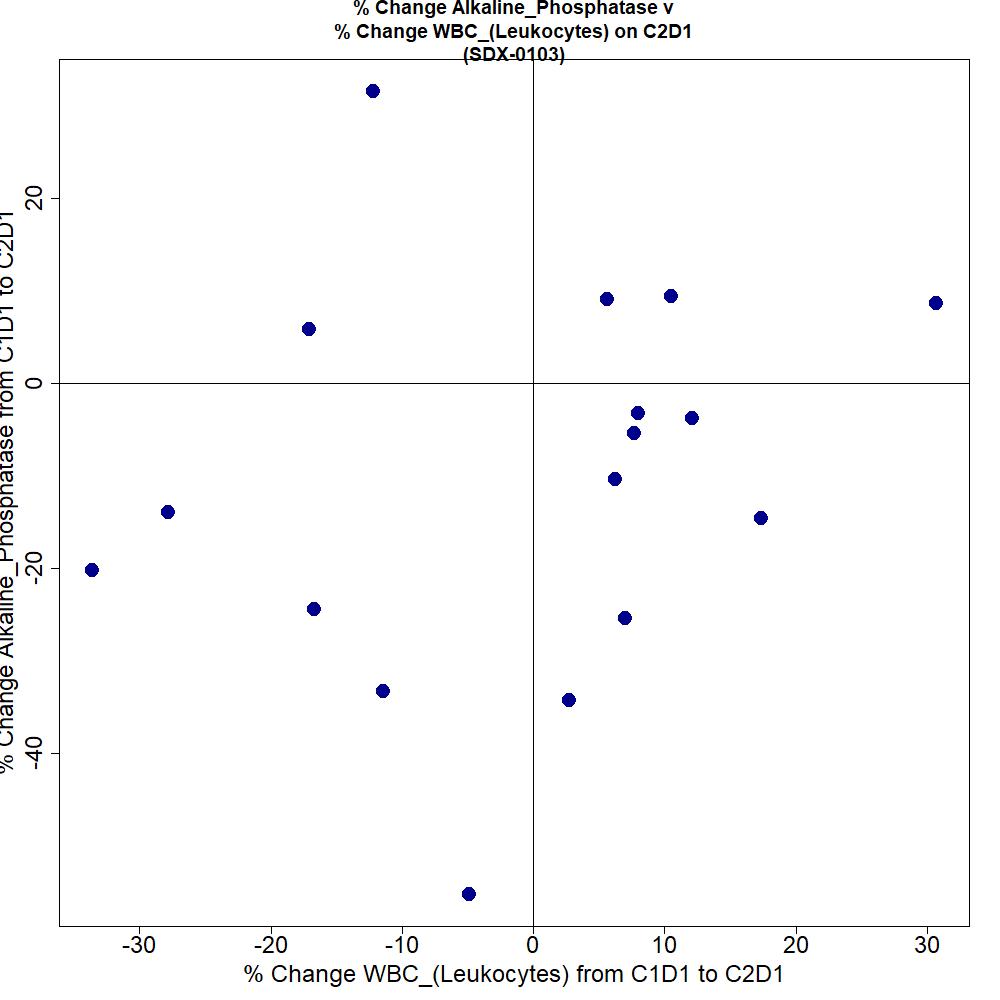 % Change Alkaline_Phosphatase v
% Change WBC_(Leukocytes) on C2D1
(SDX-0103)
% Change Alkaline_Phosphatase from C1D1 to C2D1
20
0
-20
-40
-30
-20
-10
0
10
20
30
% Change WBC_(Leukocytes) from C1D1 to C2D1